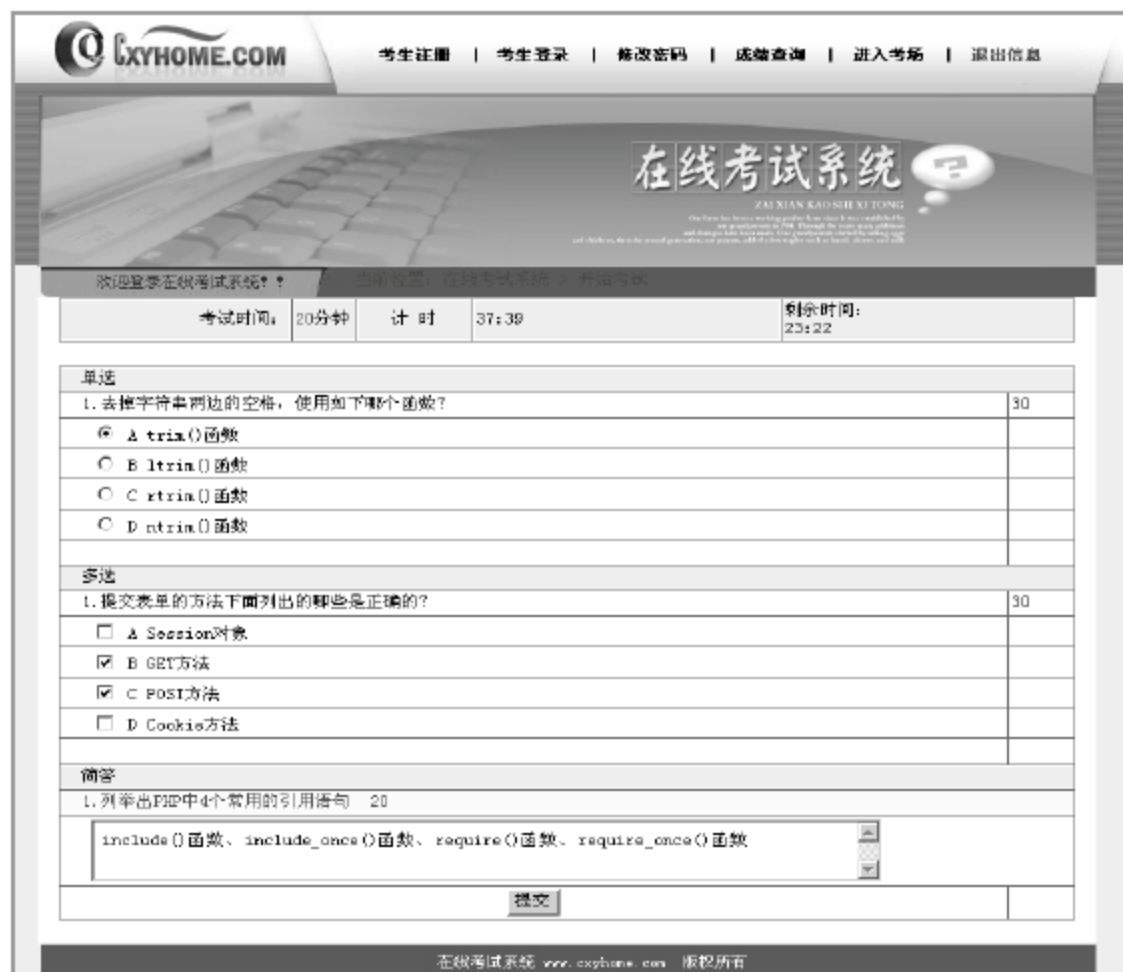 CXYHOME.COM
考生注册 | 考生登录 | 修改密码 | 成绩查询 | 进入考场 | 退出信息
在线考试系统
ZAI XIAN KAO SHI XI TONG
欢迎登录在线考试系统!!
当前位置: 在线考试系统 > 开始考试
考试时间: 20分钟 计 时 37:39 剩余时间:
23:22
单选
1.去掉字符串两边的空格,使用如下哪个函数? 30
A trim()函数
B ltrim()函数
C rtrim()函数
D ntrim()函数
多选
1.提交表单的方法下面列出的哪些是正确的? 30
A Session对象
B GET方法
C POST方法
D Cookie方法
简答
1.列举出PHP中4个常用的引用语句 20
include()函数、include_once()函数、require()函数、require_once()函数
提交
在线考试系统 www.cxyhome.com 版权所有